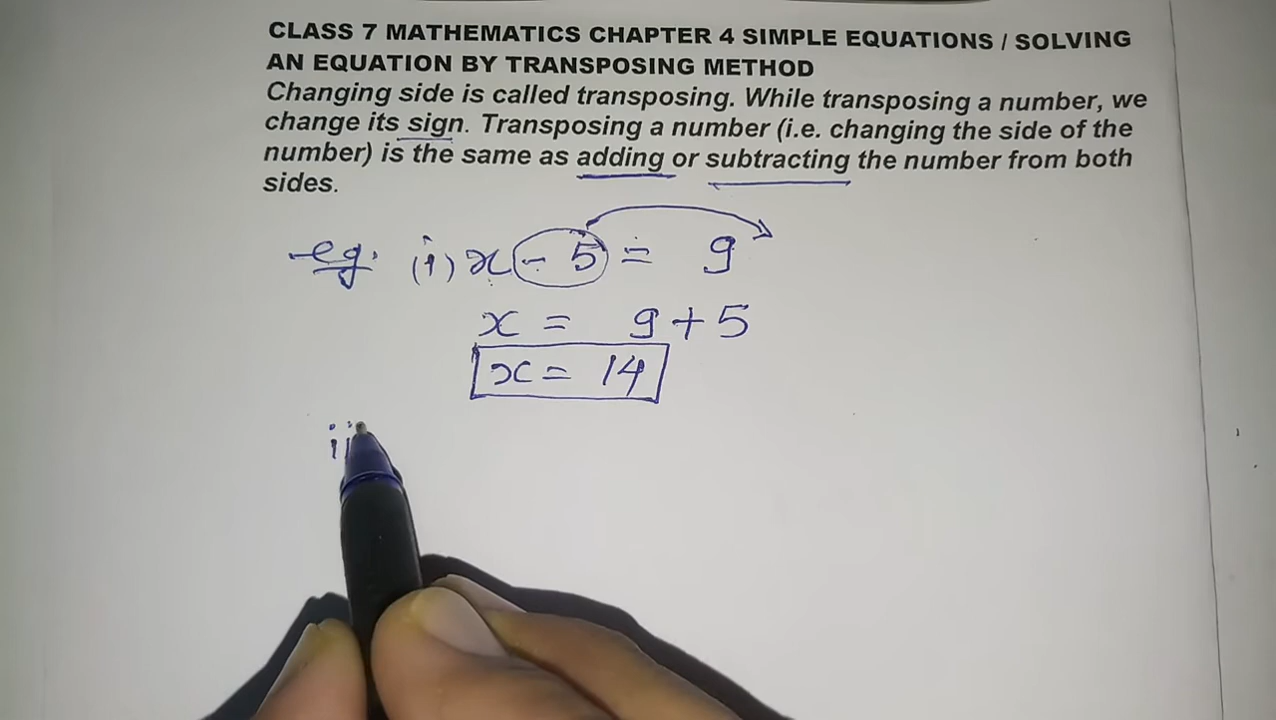 CLASS 7 MATHEMATICS CHAPTER 4 SIMPLE EQUATIONS / SOLVING
AN EQUATION BY TRANSPOSING METHOD
Changing side is called transposing. While transposing a number, we
change its sign. Transposing a number (i.e. changing the side of the
number) is the same as adding or subtracting the number from both
sides.
eg: (i) x - 5 = 9
x = 9 + 5
x = 14
ii